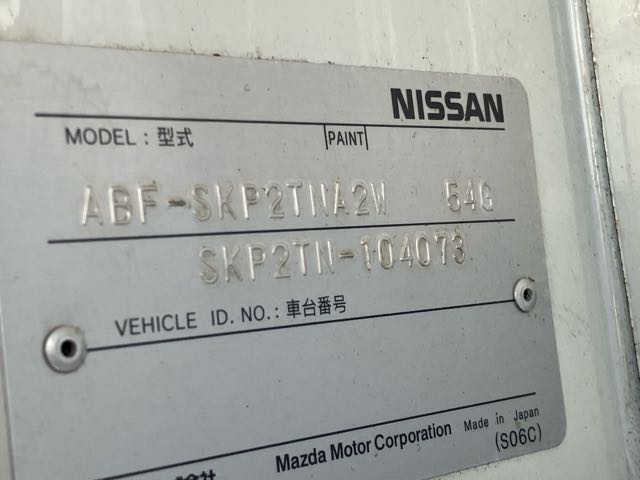 NISSAN
MODEL : 型式 PAINT
ABF-SKP2TNA2W 54G
SKP2TN-104073
VEHICLE ID. NO. : 車台番号
Mazda Motor Corporation Made in Japan
(S06C)